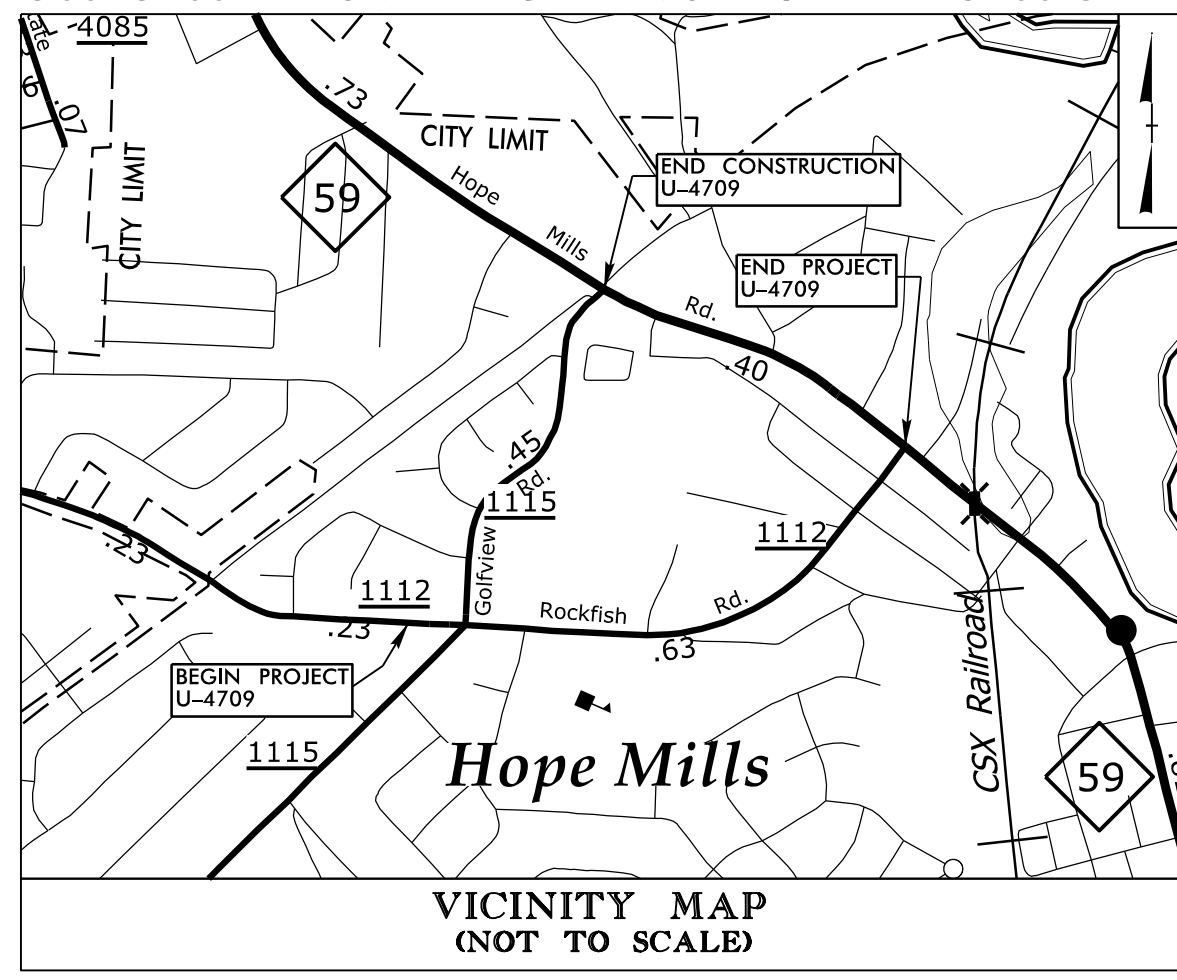 4085
.07
.73
CITY LIMIT
CITY LIMIT
59
Hope
Mills
Rd.
END CONSTRUCTION
U-4709
END PROJECT
U-4709
.40
.45
Rd.
1115
Golfview
1112
.23
1112
.23
Rockfish
Rd.
.63
BEGIN PROJECT
U-4709
1115
Hope Mills
CSX Railroad
59
VICINITY MAP
(NOT TO SCALE)